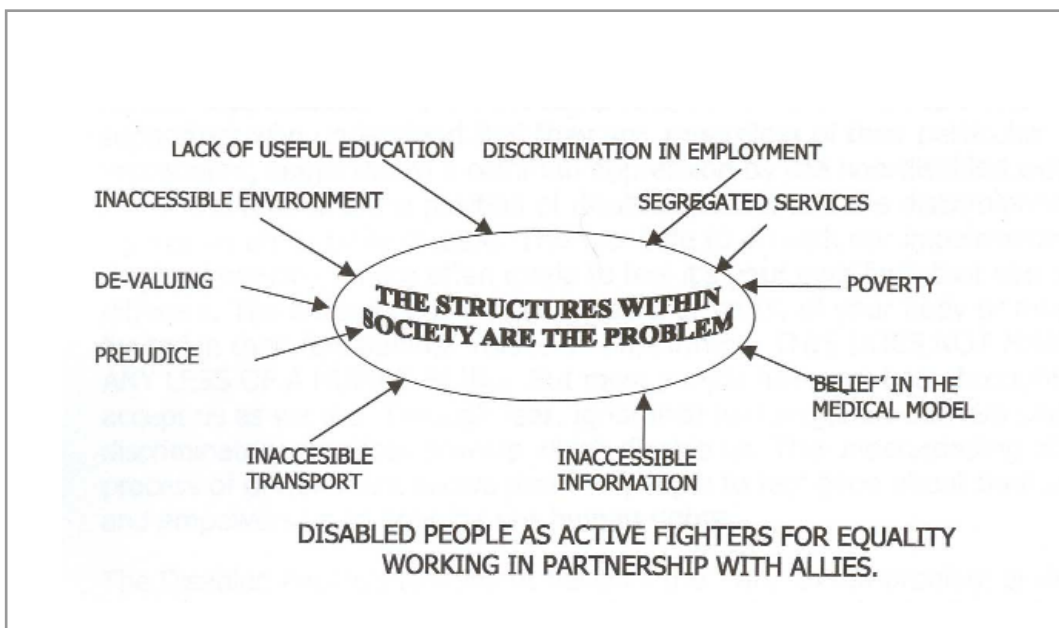 LACK OF USEFUL EDUCATION
DISCRIMINATION IN EMPLOYMENT
INACCESSIBLE ENVIRONMENT
SEGREGATED SERVICES
DE-VALUING
POVERTY
THE STRUCTURES WITHIN
SOCIETY ARE THE PROBLEM
PREJUDICE
'BELIEF' IN THE
MEDICAL MODEL
INACCESIBLE
TRANSPORT
INACCESSIBLE
INFORMATION
DISABLED PEOPLE AS ACTIVE FIGHTERS FOR EQUALITY
WORKING IN PARTNERSHIP WITH ALLIES.